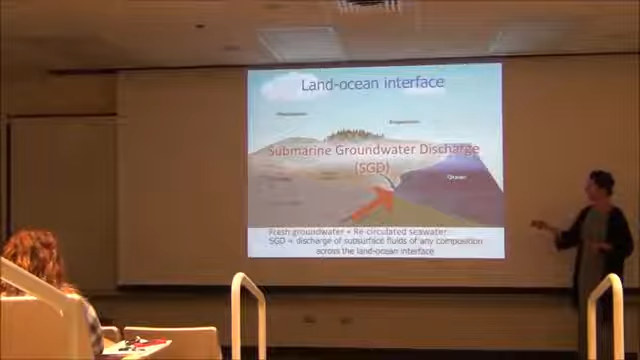 Land-ocean interface
Submarine Groundwater Discharge
(SGD)
Ocean
Fresh groundwater + Re-circulated seawater
SGD = discharge of subsurface fluids of any composition
across the land-ocean interface